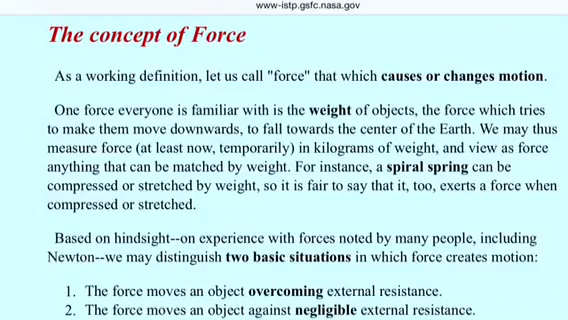 www-istp.gsfc.nasa.gov
The concept of Force
As a working definition, let us call "force" that which causes or changes motion.
One force everyone is familiar with is the weight of objects, the force which tries
to make them move downwards, to fall towards the center of the Earth. We may thus
measure force (at least now, temporarily) in kilograms of weight, and view as force
anything that can be matched by weight. For instance, a spiral spring can be
compressed or stretched by weight, so it is fair to say that it, too, exerts a force when
compressed or stretched.
Based on hindsight--on experience with forces noted by many people, including
Newton--we may distinguish two basic situations in which force creates motion:
1. The force moves an object overcoming external resistance.
2. The force moves an object against negligible external resistance.